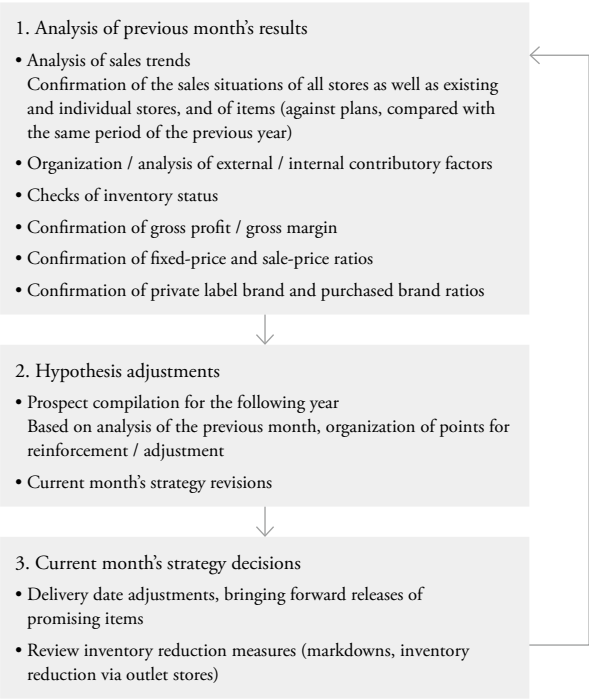 1. Analysis of previous month’s results
• Analysis of sales trends
Confirmation of the sales situations of all stores as well as existing
and individual stores, and of items (against plans, compared with
the same period of the previous year)
• Organization / analysis of external / internal contributory factors
• Checks of inventory status
• Confirmation of gross profit / gross margin
• Confirmation of fixed-price and sale-price ratios
• Confirmation of private label brand and purchased brand ratios
2. Hypothesis adjustments
• Prospect compilation for the following year
Based on analysis of the previous month, organization of points for
reinforcement / adjustment
• Current month’s strategy revisions
3. Current month’s strategy decisions
• Delivery date adjustments, bringing forward releases of
promising items
• Review inventory reduction measures (markdowns, inventory
reduction via outlet stores)